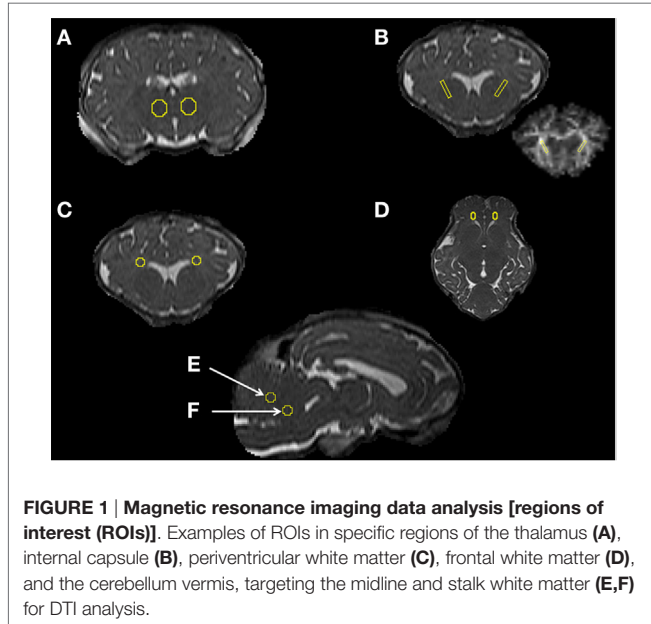 A
B
C
D
E
F
FIGURE 1 | Magnetic resonance imaging data analysis [regions of
interest (ROIs)]. Examples of ROIs in specific regions of the thalamus (A),
internal capsule (B), periventricular white matter (C), frontal white matter (D),
and the cerebellum vermis, targeting the midline and stalk white matter (E,F)
for DTI analysis.